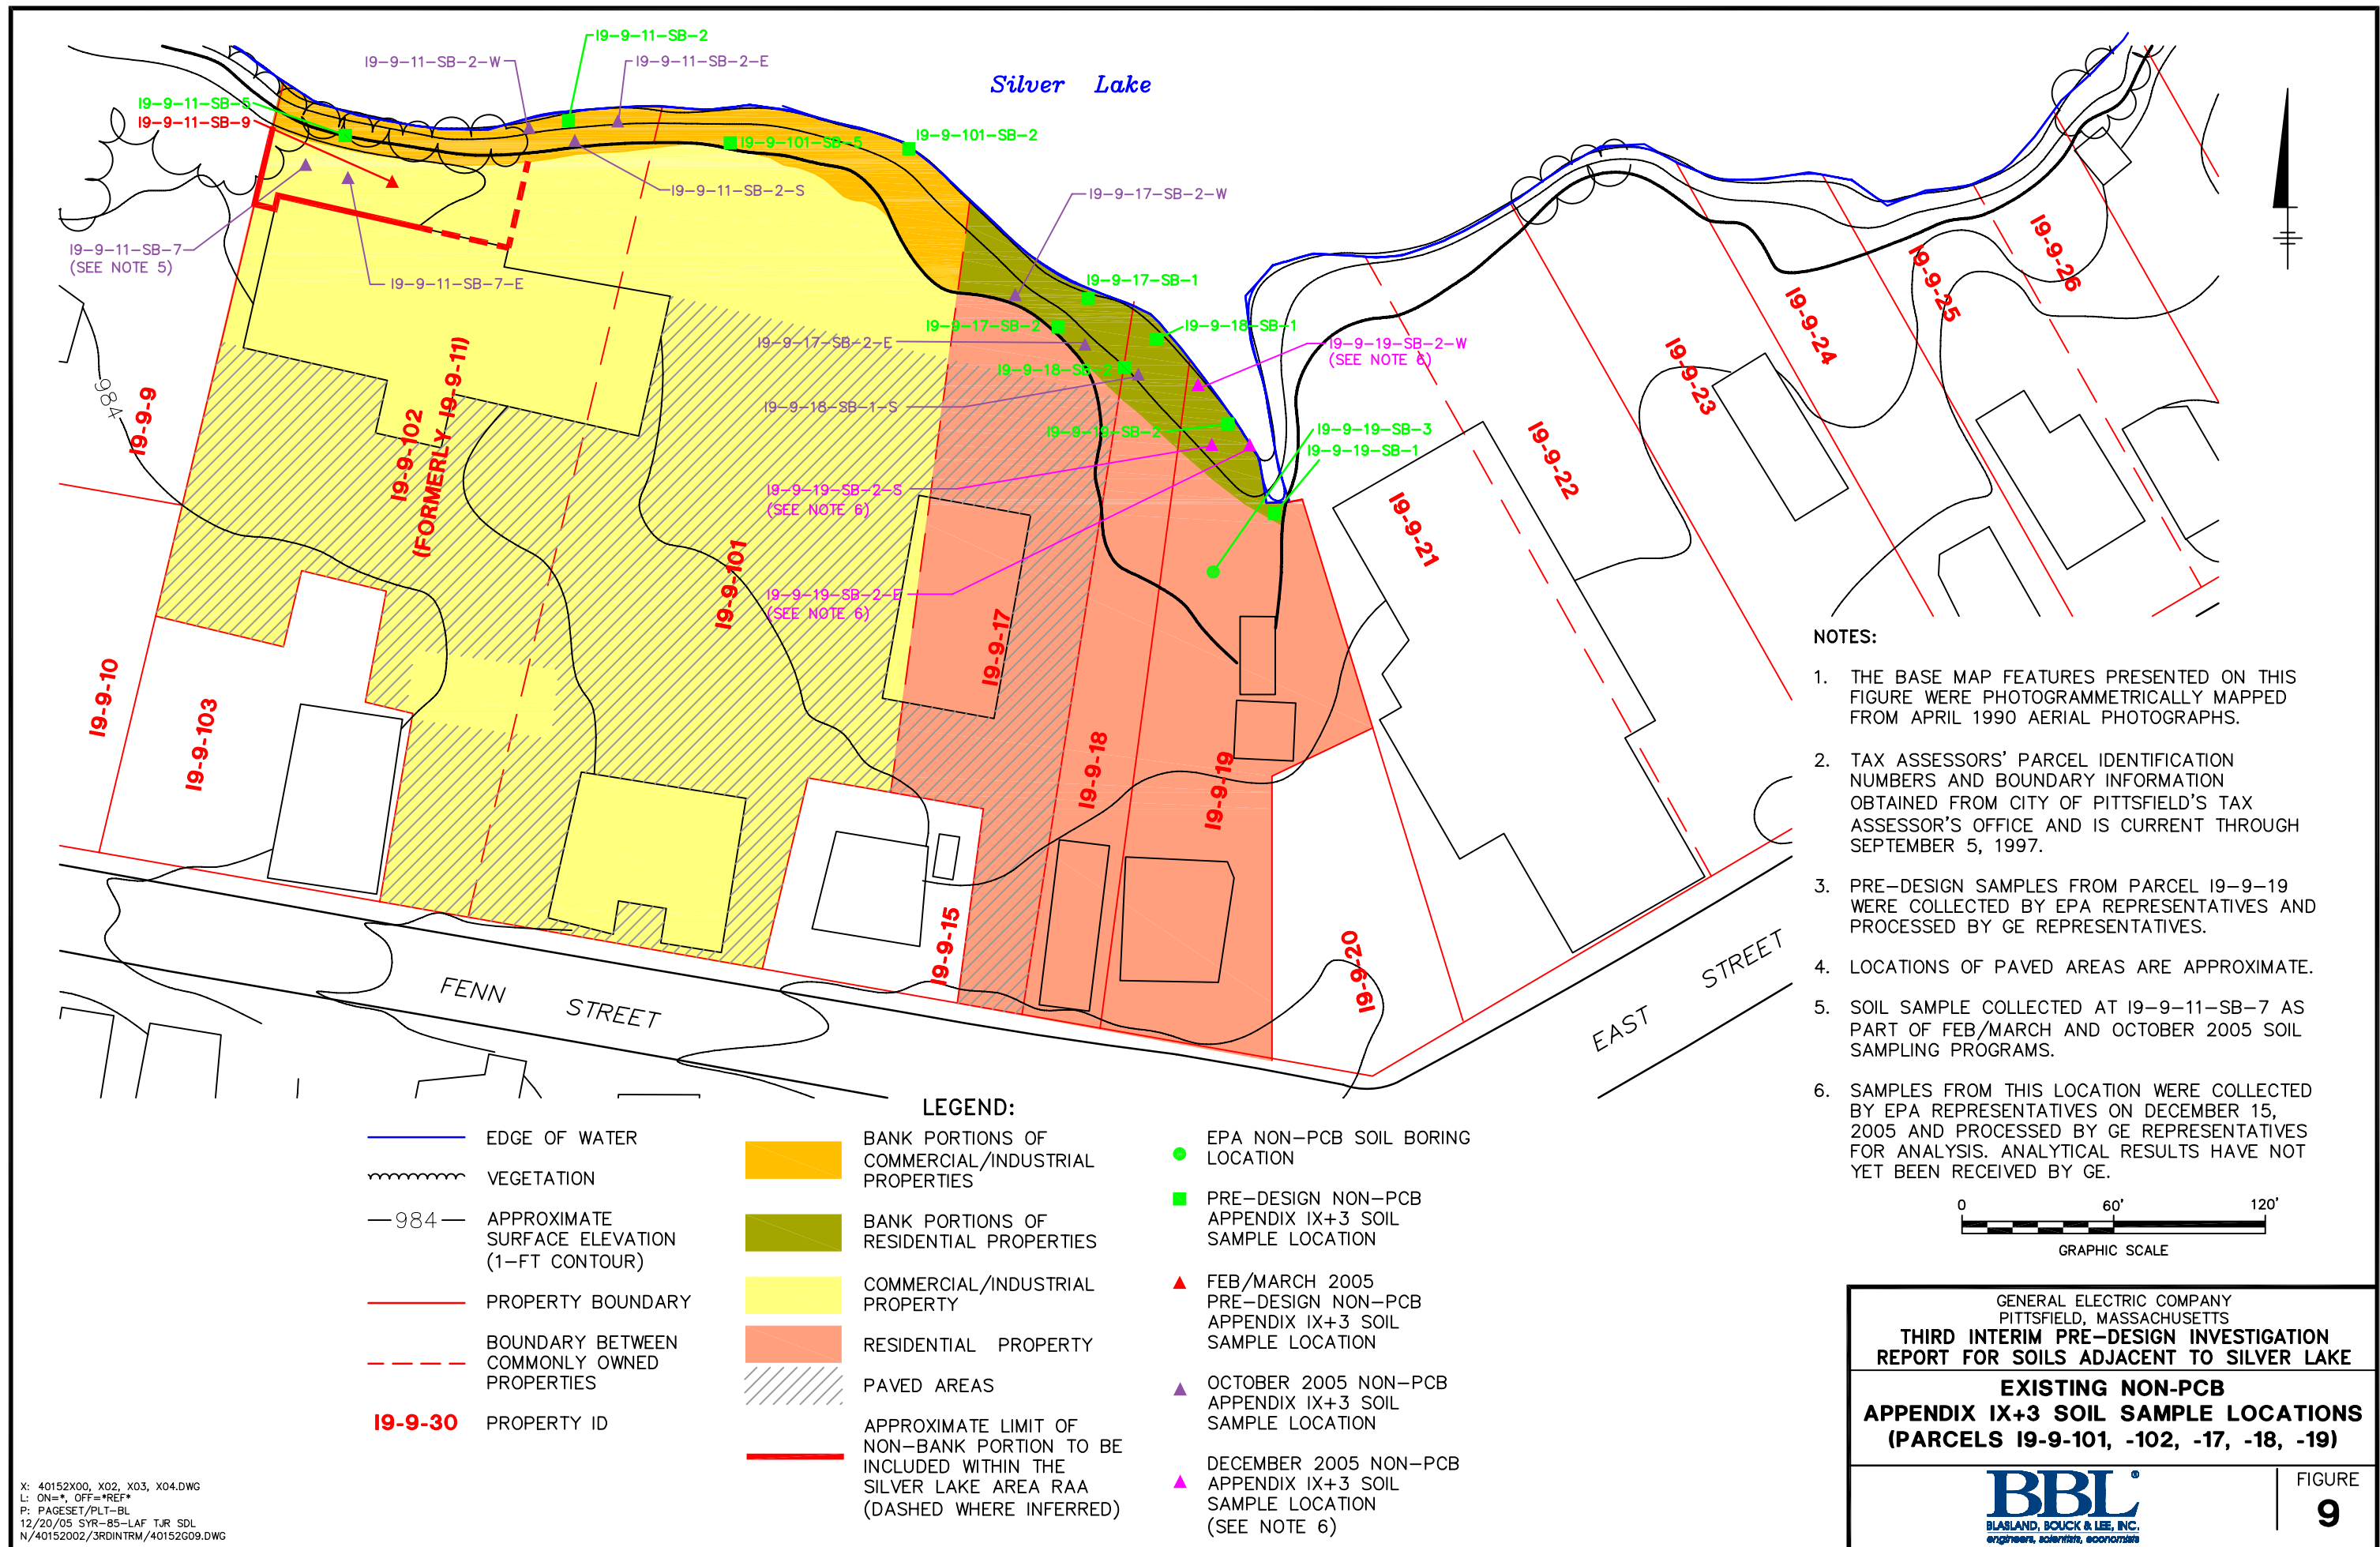 I9-9-11-SB-2
I9-9-11-SB-2-W
I9-9-11-SB-2-E
Silver Lake
I9-9-11-SB-5
I9-9-11-SB-9
I9-9-101-SB-5
I9-9-101-SB-2
I9-9-11-SB-2-S
I9-9-17-SB-2-W
I9-9-11-SB-7
(SEE NOTE 5)
I9-9-11-SB-7-E
I9-9-17-SB-1
I9-9-17-SB-2
I9-9-18-SB-1
I9-9-17-SB-2-E
I9-9-19-SB-2-W
(SEE NOTE 6)
I9-9-18-SB-2
I9-9-18-SB-1-S
I9-9-19-SB-2
I9-9-19-SB-3
I9-9-19-SB-1
I9-9-19-SB-2-S
(SEE NOTE 6)
I9-9-19-SB-2-E
(SEE NOTE 6)
984
I9-9-9
I9-9-102
(FORMERLY I9-9-11)
I9-9-101
I9-9-10
I9-9-103
I9-9-17
I9-9-18
I9-9-19
I9-9-15
I9-9-20
I9-9-21
I9-9-22
I9-9-23
I9-9-24
I9-9-25
I9-9-26
FENN STREET
EAST STREET
NOTES:
1. THE BASE MAP FEATURES PRESENTED ON THIS
FIGURE WERE PHOTOGRAMMETRICALLY MAPPED
FROM APRIL 1990 AERIAL PHOTOGRAPHS.
2. TAX ASSESSORS' PARCEL IDENTIFICATION
NUMBERS AND BOUNDARY INFORMATION
OBTAINED FROM CITY OF PITTSFIELD'S TAX
ASSESSOR'S OFFICE AND IS CURRENT THROUGH
SEPTEMBER 5, 1997.
3. PRE-DESIGN SAMPLES FROM PARCEL I9-9-19
WERE COLLECTED BY EPA REPRESENTATIVES AND
PROCESSED BY GE REPRESENTATIVES.
4. LOCATIONS OF PAVED AREAS ARE APPROXIMATE.
5. SOIL SAMPLE COLLECTED AT I9-9-11-SB-7 AS
PART OF FEB/MARCH AND OCTOBER 2005 SOIL
SAMPLING PROGRAMS.
6. SAMPLES FROM THIS LOCATION WERE COLLECTED
BY EPA REPRESENTATIVES ON DECEMBER 15,
2005 AND PROCESSED BY GE REPRESENTATIVES
FOR ANALYSIS. ANALYTICAL RESULTS HAVE NOT
YET BEEN RECEIVED BY GE.
0 60' 120'
GRAPHIC SCALE
LEGEND:
EDGE OF WATER
VEGETATION
984
APPROXIMATE
SURFACE ELEVATION
(1-FT CONTOUR)
PROPERTY BOUNDARY
BOUNDARY BETWEEN
COMMONLY OWNED
PROPERTIES
I9-9-30 PROPERTY ID
BANK PORTIONS OF
COMMERCIAL/INDUSTRIAL
PROPERTIES
BANK PORTIONS OF
RESIDENTIAL PROPERTIES
COMMERCIAL/INDUSTRIAL
PROPERTY
RESIDENTIAL PROPERTY
PAVED AREAS
APPROXIMATE LIMIT OF
NON-BANK PORTION TO BE
INCLUDED WITHIN THE
SILVER LAKE AREA RAA
(DASHED WHERE INFERRED)
EPA NON-PCB SOIL BORING
LOCATION
PRE-DESIGN NON-PCB
APPENDIX IX+3 SOIL
SAMPLE LOCATION
FEB/MARCH 2005
PRE-DESIGN NON-PCB
APPENDIX IX+3 SOIL
SAMPLE LOCATION
OCTOBER 2005 NON-PCB
APPENDIX IX+3 SOIL
SAMPLE LOCATION
DECEMBER 2005 NON-PCB
APPENDIX IX+3 SOIL
SAMPLE LOCATION
(SEE NOTE 6)
GENERAL ELECTRIC COMPANY
PITTSFIELD, MASSACHUSETTS
THIRD INTERIM PRE-DESIGN INVESTIGATION
REPORT FOR SOILS ADJACENT TO SILVER LAKE
EXISTING NON-PCB
APPENDIX IX+3 SOIL SAMPLE LOCATIONS
(PARCELS I9-9-101, -102, -17, -18, -19)
BBL®
BLASLAND, BOUCK & LEE, INC.
engineers, scientists, economists
FIGURE
9
X: 40152X00, X02, X03, X04.DWG
L: ON=*, OFF=*REF*
P: PAGESET/PLT-BL
12/20/05 SYR-85-LAF TJR SDL
N/40152002/3RDINTRM/40152G09.DWG